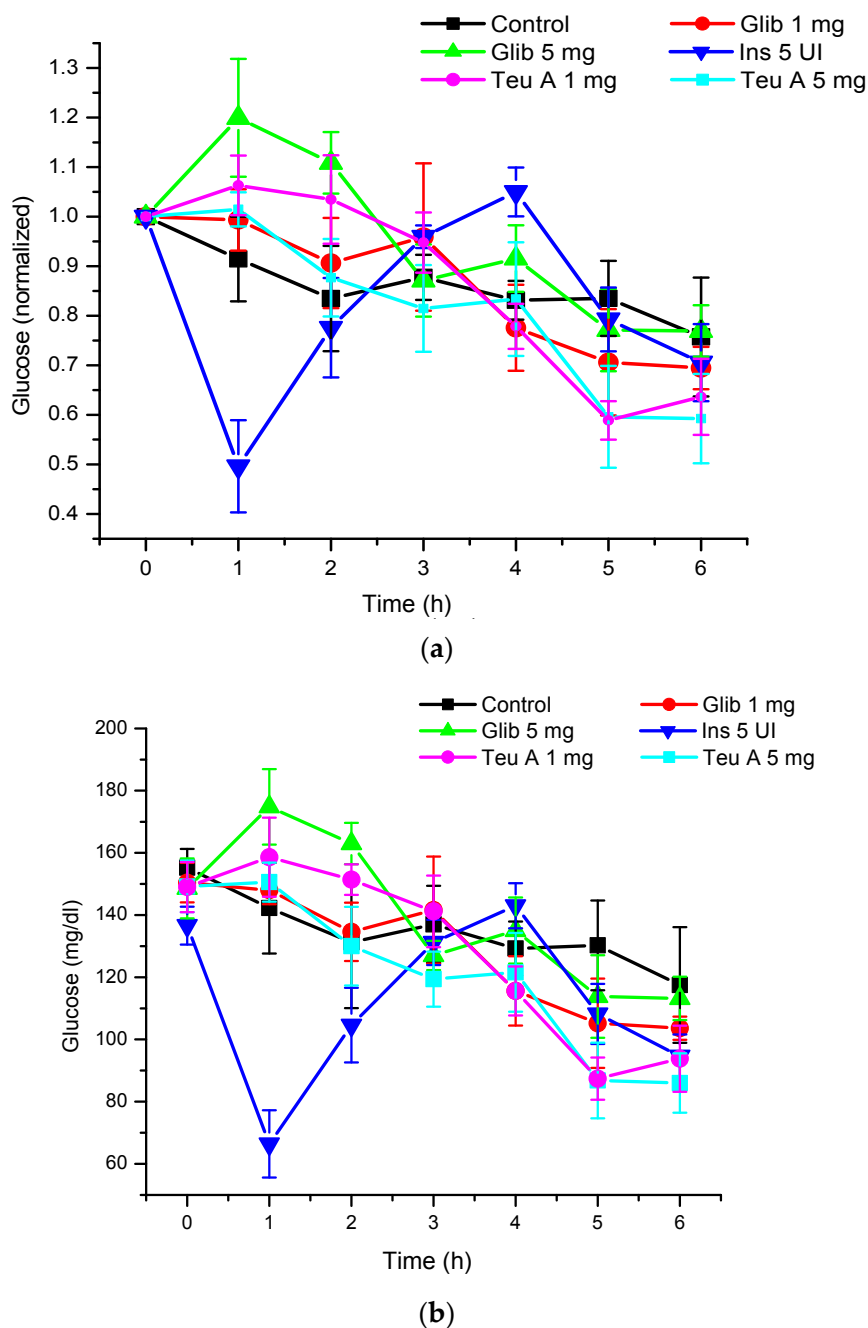 Control Glib 1 mg
Glib 5 mg Ins 5 UI
Teu A 1 mg Teu A 5 mg
1.3
1.2
1.1
1.0
0.9
0.8
0.7
0.6
0.5
0.4
Glucose (normalized)
0 1 2 3 4 5 6
Time (h)
(a)
Control Glib 1 mg
Glib 5 mg Ins 5 UI
Teu A 1 mg Teu A 5 mg
200
180
160
140
120
100
80
60
Glucose (mg/dl)
0 1 2 3 4 5 6
Time (h)
(b)